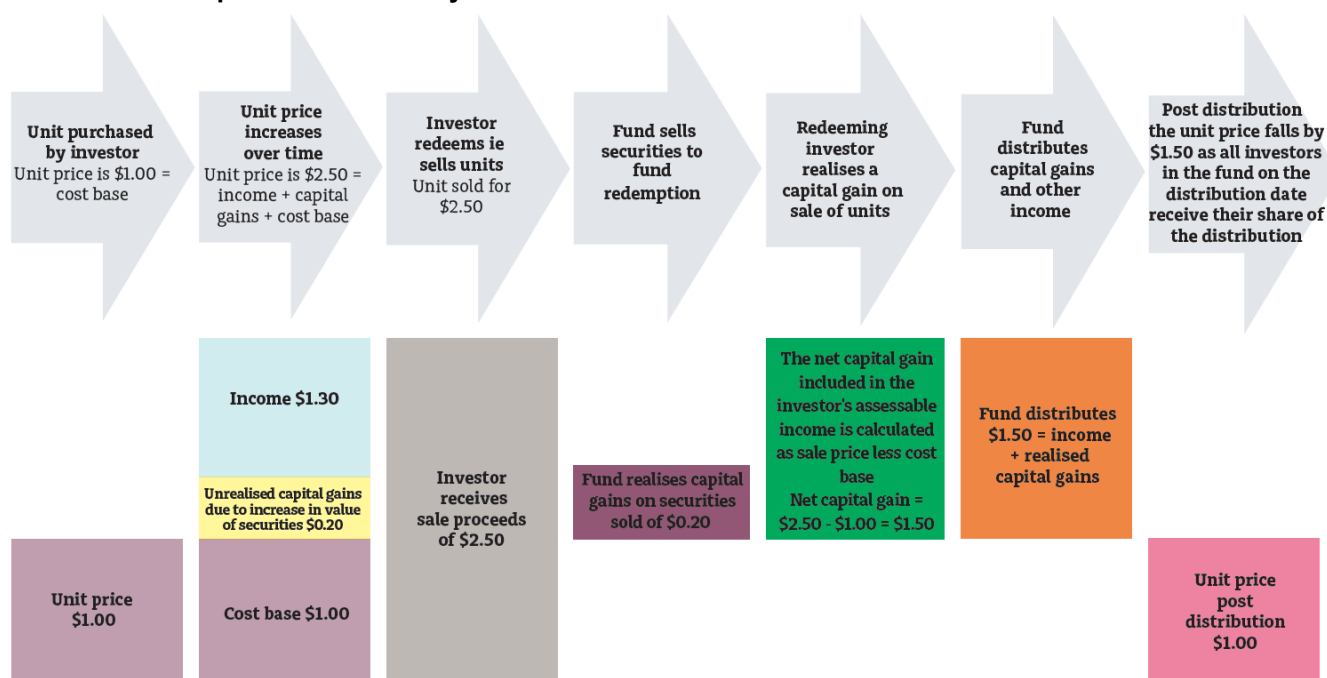 Unit purchased
by investor
Unit price is $1.00 =
cost base
Unit price
increases
over time
Unit price is $2.50 =
income + capital
gains + cost base
Investor
redeems ie
sells units
Unit sold for
$2.50
Fund sells
securities to
fund
redemption
Redeeming
investor
realises a
capital gain on
sale of units
Fund
distributes
capital gains
and other
income
Post distribution
the unit price falls by
$1.50 as all investors
in the fund on the
distribution date
receive their share of
the distribution
Unit price
$1.00
Income $1.30
Unrealised capital gains
due to increase in value
of securities $0.20
Cost base $1.00
Investor
receives
sale proceeds
of $2.50
Fund realises capital
gains on securities
sold of $0.20
The net capital gain
included in the
investor's assessable
income is calculated
as sale price less cost
base
Net capital gain =
$2.50 - $1.00 = $1.50
Fund distributes
$1.50 = income
+ realised
capital gains
Unit price
post
distribution
$1.00